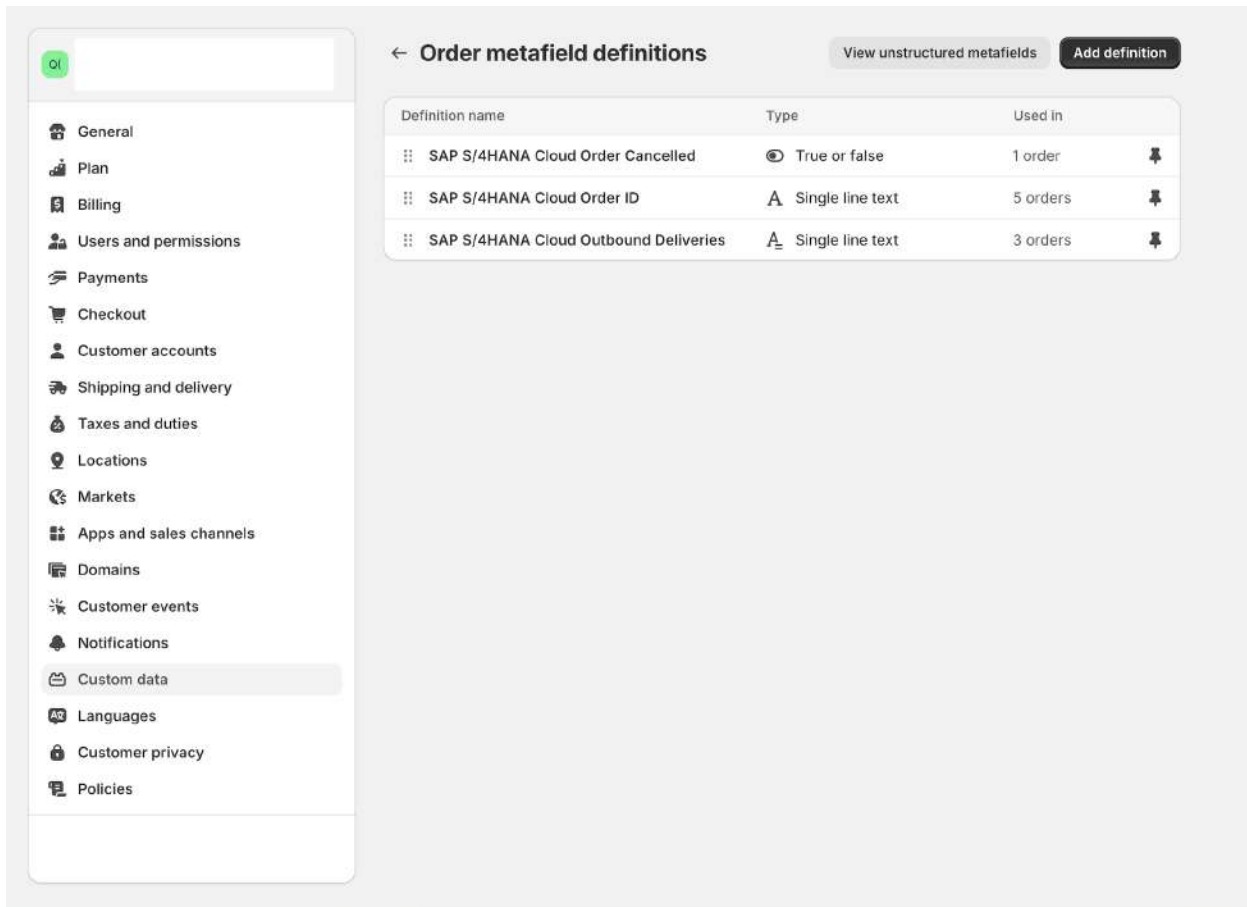 Q(
General
Plan
Billing
Users and permissions
Payments
Checkout
Customer accounts
Shipping and delivery
Taxes and duties
Locations
Markets
Apps and sales channels
Domains
Customer events
Notifications
Custom data
Languages
Customer privacy
Policies
← Order metafield definitions
View unstructured metafields
Add definition
Definition name Type Used in
SAP S/4HANA Cloud Order Cancelled True or false 1 order
SAP S/4HANA Cloud Order ID Single line text 5 orders
SAP S/4HANA Cloud Outbound Deliveries Single line text 3 orders